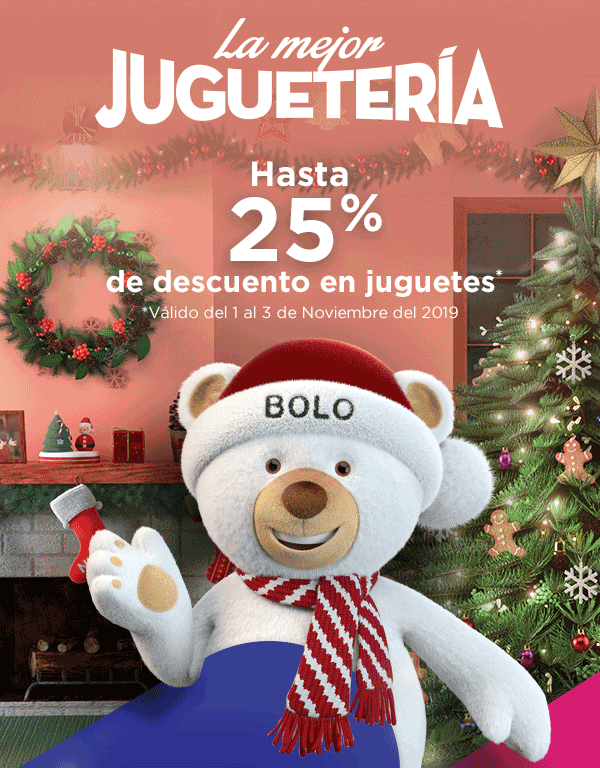 La mejor
JUGUETERÍA
Hasta
25%
de descuento en juguetes*
*Válido del 1 al 3 de Noviembre del 2019
BOLO